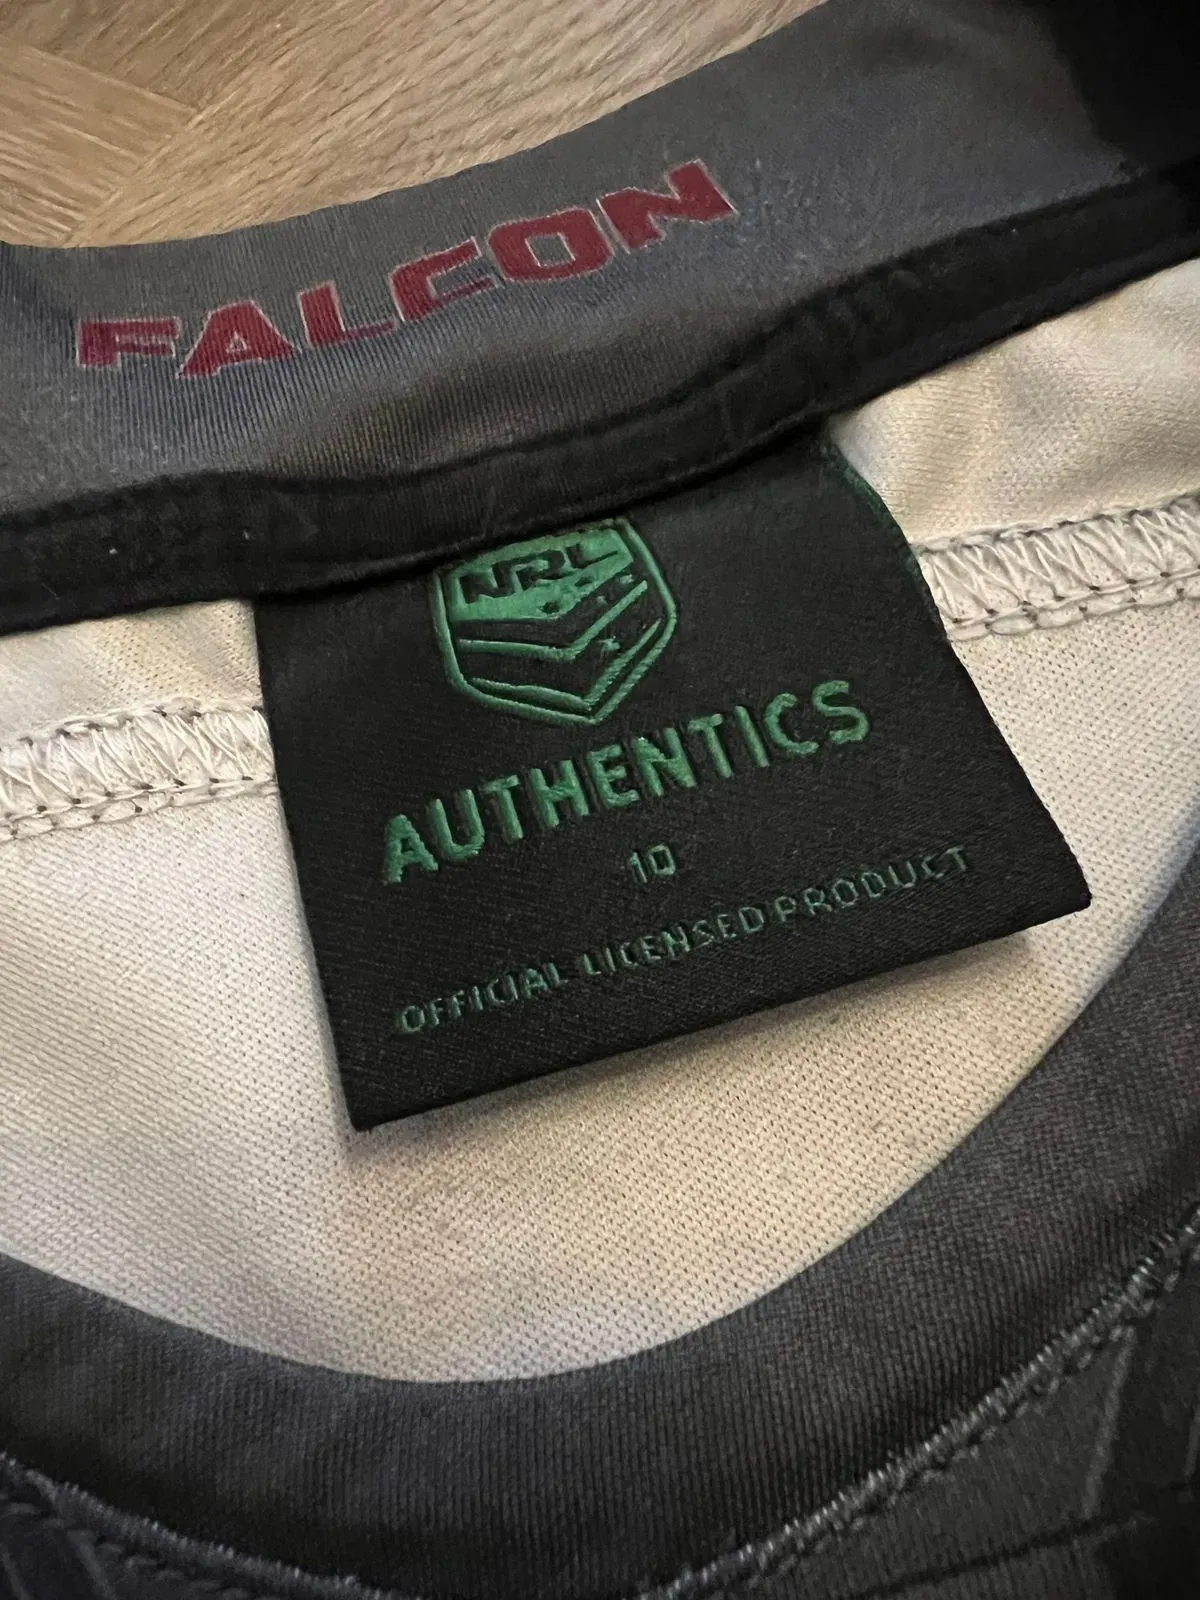 FALCON
NRL
AUTHENTICS
10
OFFICIAL LICENSED PRODUCT